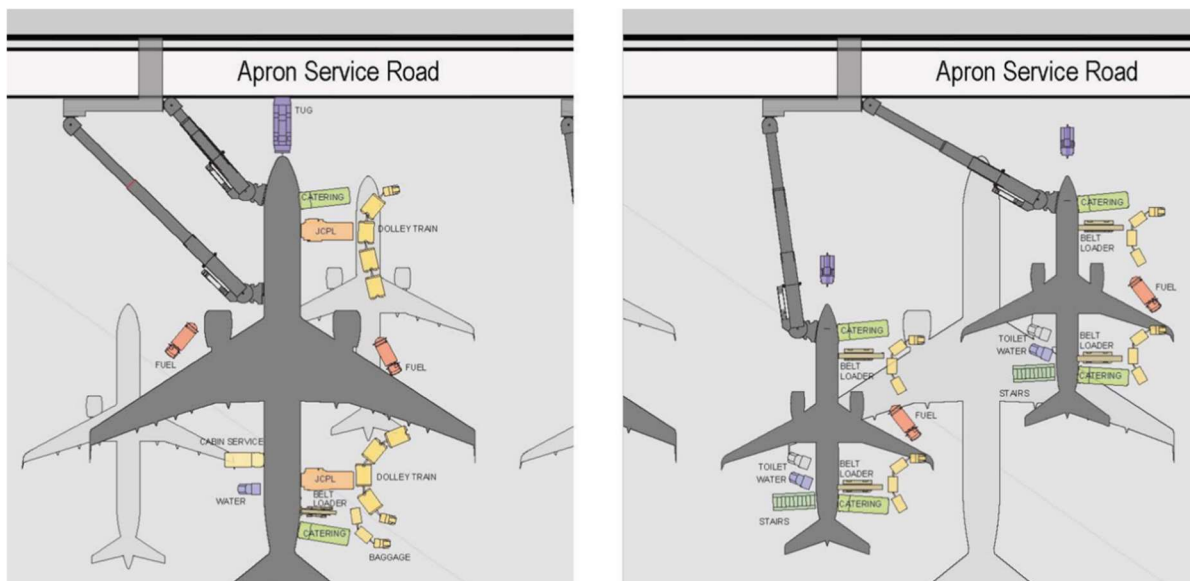 Apron Service Road
TUG
CATERING
JCPL
DOLLEY TRAIN
FUEL
FUEL
CABIN SERVICE
JCPL
DOLLEY TRAIN
WATER
BELT
LOADER
CATERING
BAGGAGE
Apron Service Road
CATERING
BELT
LOADER
FUEL
TOILET
WATER
BELT
LOADER
CATERING
STAIRS
CATERING
BELT
LOADER
FUEL
TOILET
WATER
BELT
LOADER
CATERING
STAIRS